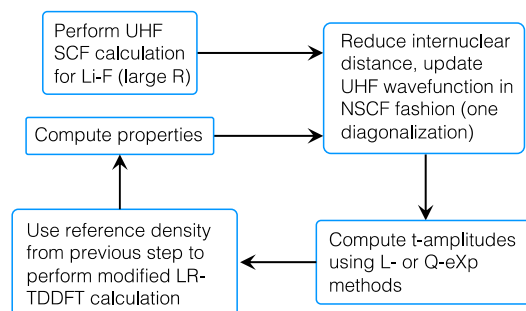 Perform UHF
SCF calculation
for Li-F (large R)
Reduce internuclear
distance, update
UHF wavefunction in
NSCF fashion (one
diagonalization)
Compute properties
Use reference density
from previous step to
perform modified LR-
TDDFT calculation
Compute t-amplitudes
using L- or Q-eXp
methods